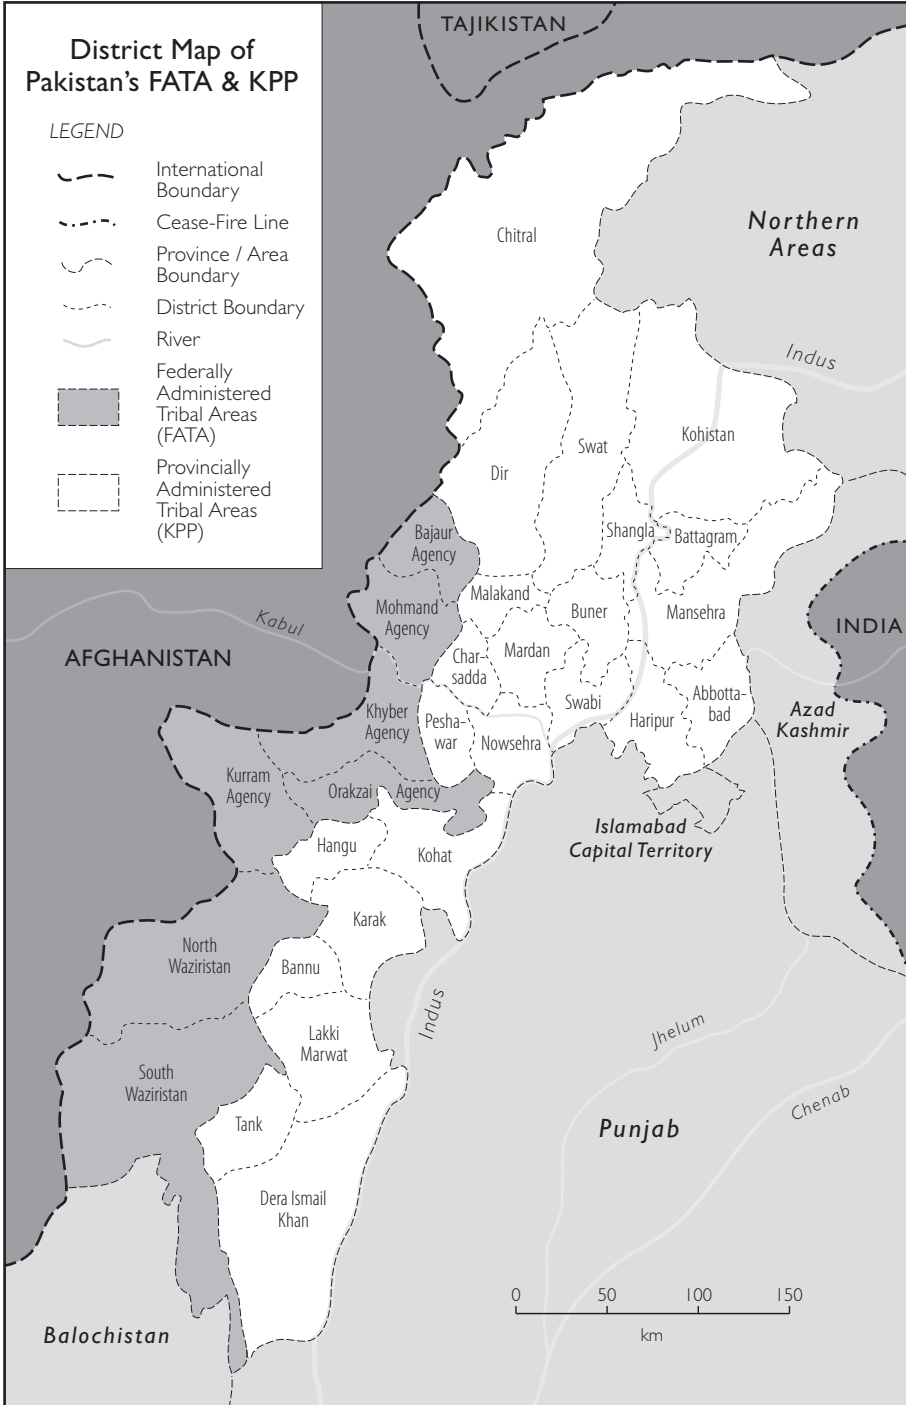 District Map of
Pakistan's FATA & KPP
LEGEND
International
Boundary
Cease-Fire Line
Province / Area
Boundary
District Boundary
River
Federally
Administered
Tribal Areas
(FATA)
Provincially
Administered
Tribal Areas
(KPP)
TAJIKISTAN
Northern
Areas
Chitral
Indus
Kohistan
Swat
Dir
Shangla
Battagram
Bajaur
Agency
Malakand
Mohmand
Agency
Buner
Mansehra
Kabul
INDIA
AFGHANISTAN
Char-
sadda
Mardan
Swabi
Abbotta-
bad
Haripur
Azad
Kashmir
Khyber
Agency
Pesha-
war
Nowsehra
Kurram
Agency
Orakzai Agency
Islamabad
Capital Territory
Hangu
Kohat
Karak
North
Waziristan
Bannu
Indus
Lakki
Marwat
Jhelum
South
Waziristan
Chenab
Tank
Punjab
Dera Ismail
Khan
0 50 100 150
km
Balochistan